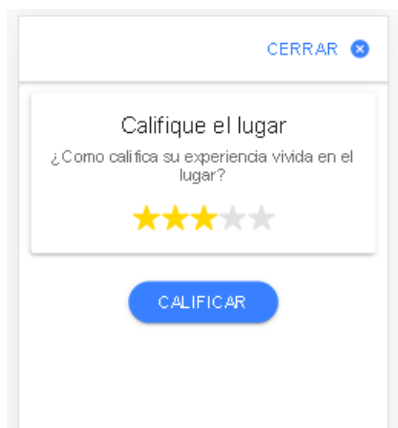 CERRAR
Califique el lugar
¿Como califica su experiencia vivida en el
lugar?
CALIFICAR